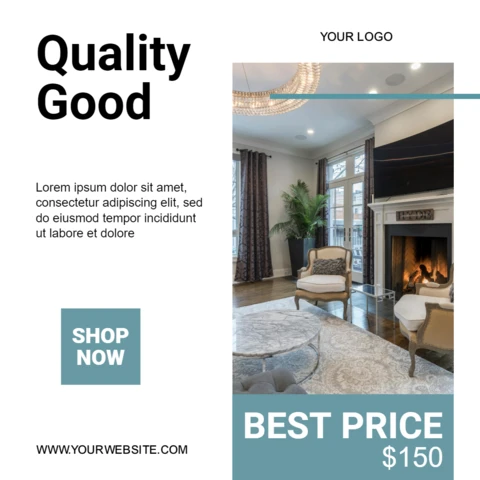 Quality
Good
YOUR LOGO
Lorem ipsum dolor sit amet,
consectetur adipiscing elit, sed
do eiusmod tempor incididunt
ut labore et dolore
SHOP
NOW
BEST PRICE
$150
WWW.YOURWEBSITE.COM